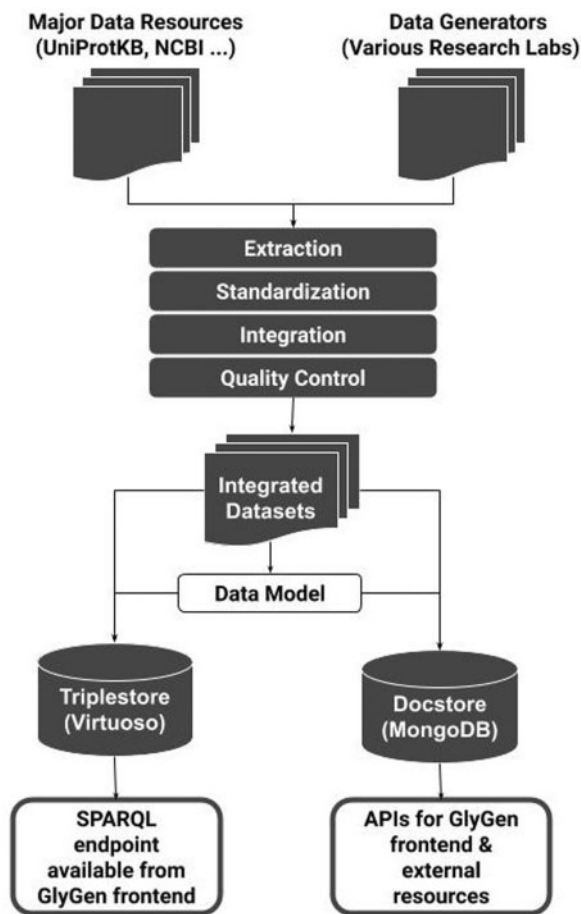 Major Data Resources
(UniProtKB, NCBI ...)
Data Generators
(Various Research Labs)
Extraction
Standardization
Integration
Quality Control
Integrated
Datasets
Data Model
Triplestore
(Virtuoso)
Docstore
(MongoDB)
SPARQL
endpoint
available from
GlyGen frontend
APIs for GlyGen
frontend &
external
resources